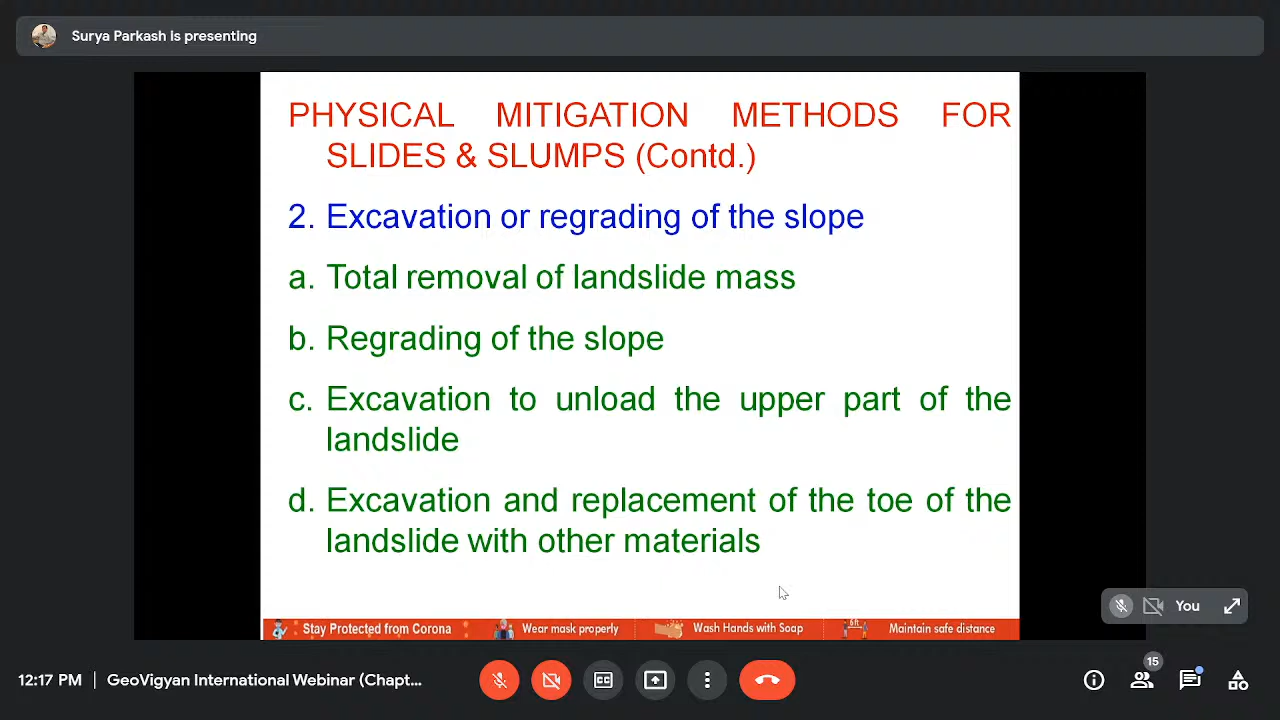 Surya Parkash is presenting
PHYSICAL MITIGATION METHODS FOR
SLIDES & SLUMPS (Contd.)
2. Excavation or regrading of the slope
a. Total removal of landslide mass
b. Regrading of the slope
c. Excavation to unload the upper part of the
landslide
d. Excavation and replacement of the toe of the
landslide with other materials
You
Stay Protected from Corona
Wear mask properly
Wash Hands with Soap
6ft
Maintain safe distance
12:17 PM | GeoVigyan International Webinar (Chapt...
15